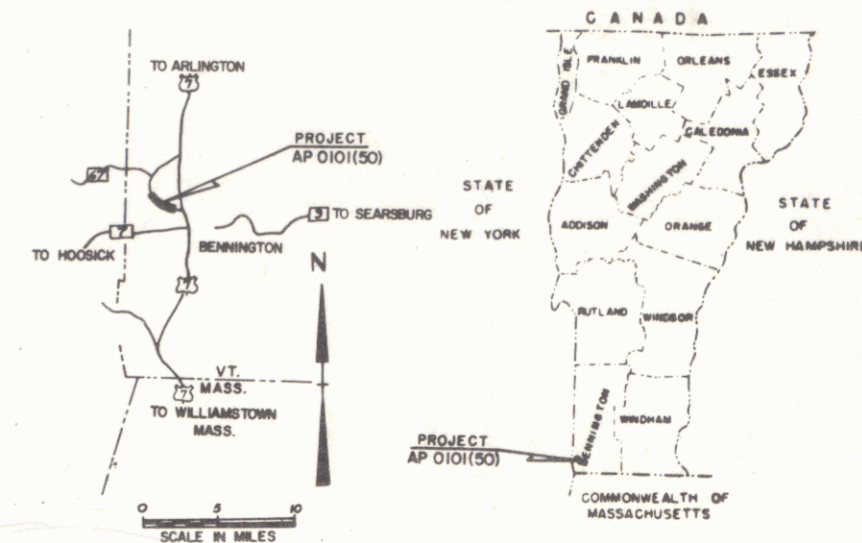 TO ARLINGTON
7
PROJECT
AP 0101(50)
67
9 TO SEARSBURG
7
TO HOOSICK
BENNINGTON
N
7
VT.
MASS.
7
TO WILLIAMSTOWN
MASS.
0 5 10
SCALE IN MILES
CANADA
GRAND ISLE
FRANKLIN
ORLEANS
ESSEX
LAMOILLE
CALEDONIA
CHITTENDEN
WASHINGTON
STATE
OF
NEW YORK
ADDISON
ORANGE
STATE
OF
NEW HAMPSHIRE
RUTLAND
WINDSOR
BENNINGTON
WINDHAM
PROJECT
AP 0101(50)
COMMONWEALTH OF
MASSACHUSETTS